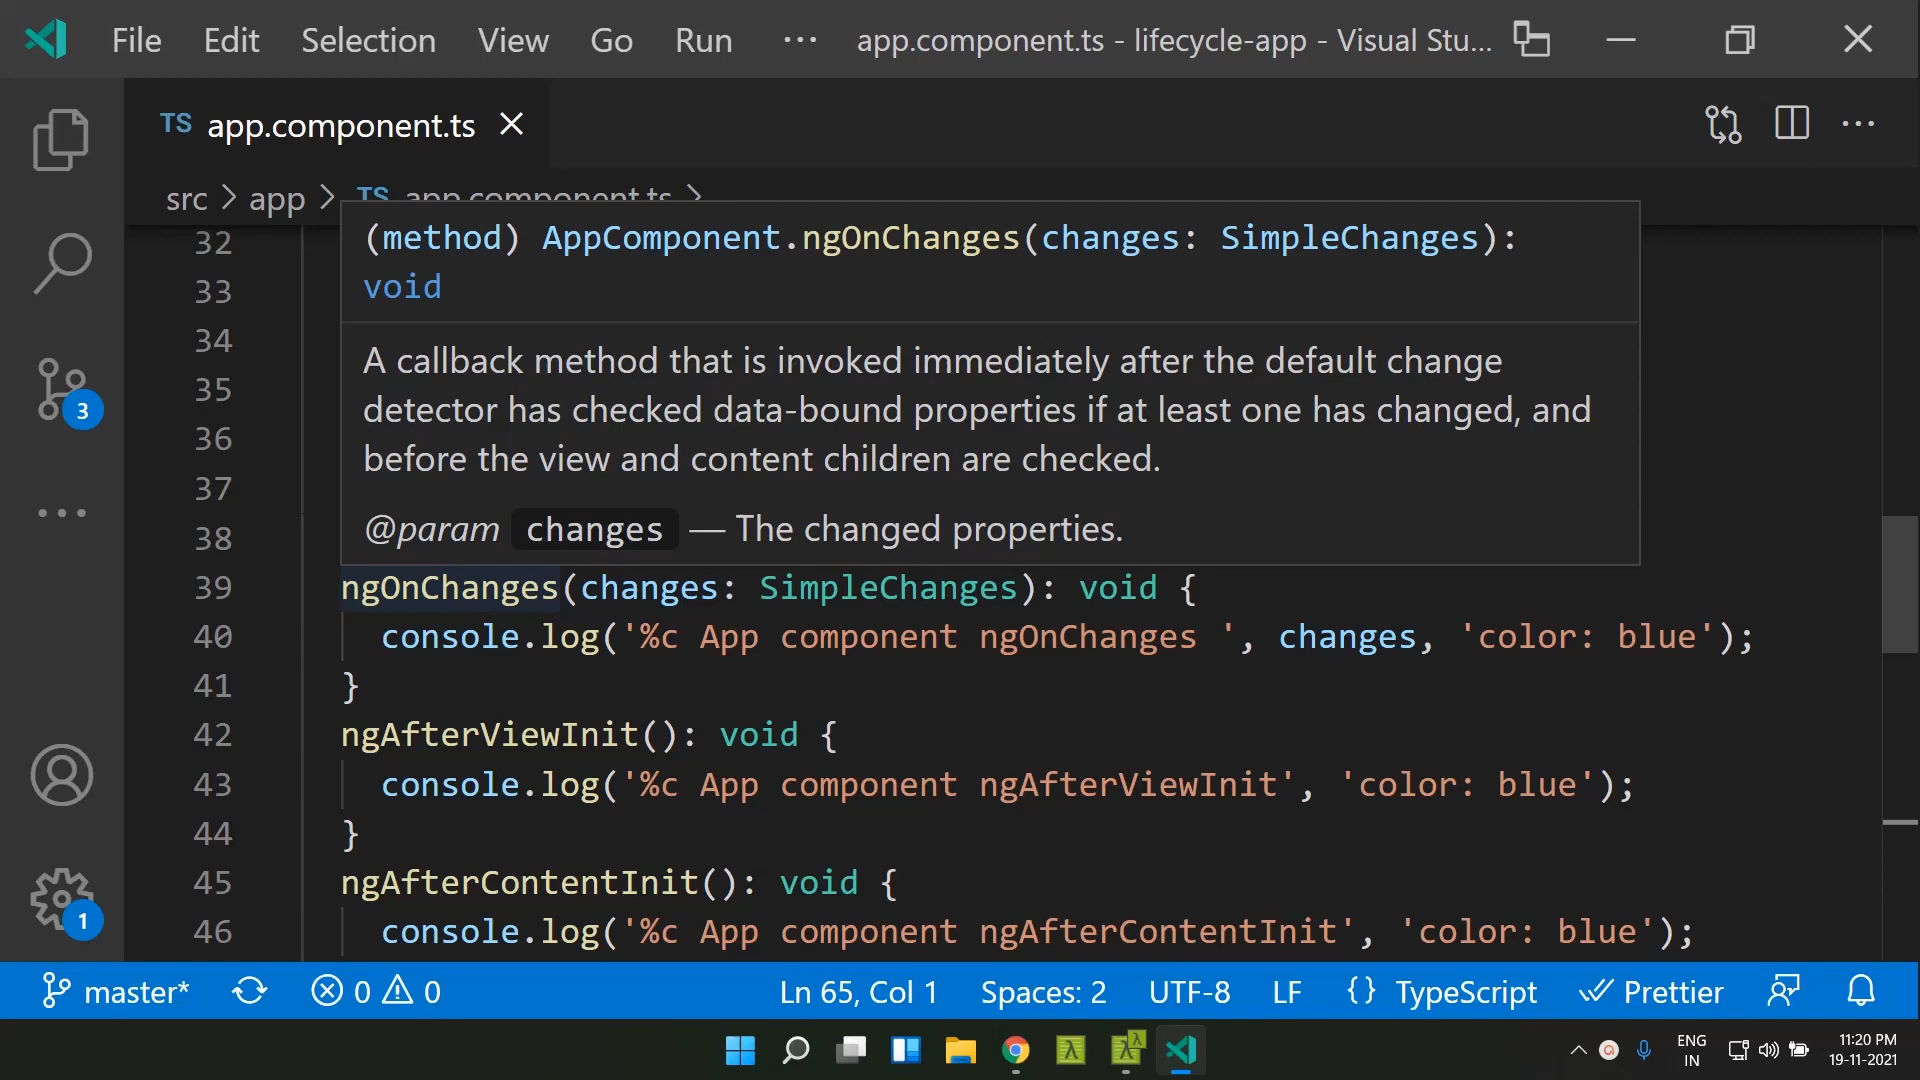 File Edit Selection View Go Run ··· app.component.ts - lifecycle-app - Visual Stu...
TS app.component.ts
src > app > TS app.component.ts >
(method) AppComponent.ngOnChanges(changes: SimpleChanges):
void
A callback method that is invoked immediately after the default change
detector has checked data-bound properties if at least one has changed, and
before the view and content children are checked.
@param changes — The changed properties.
32
33
34
35
36
37
38
39 ngOnChanges(changes: SimpleChanges): void {
40 console.log('%c App component ngOnChanges ', changes, 'color: blue');
41 }
42 ngAfterViewInit(): void {
43 console.log('%c App component ngAfterViewInit', 'color: blue');
44 }
45 ngAfterContentInit(): void {
46 console.log('%c App component ngAfterContentInit', 'color: blue');
3
1
master* 0 0 Ln 65, Col 1 Spaces: 2 UTF-8 LF {} TypeScript Prettier
ENG
IN
11:20 PM
19-11-2021